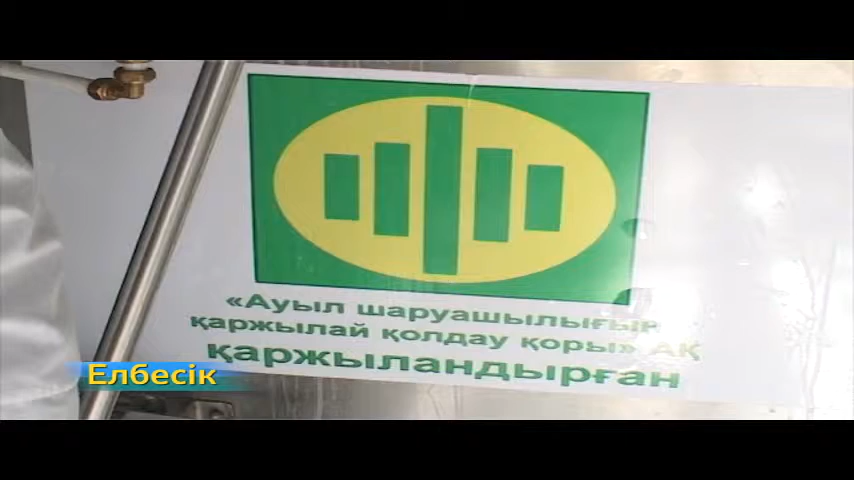 «Ауыл шаруашылығын
қаржылай қолдау қоры» АҚ
қаржыландырған
Елбесік